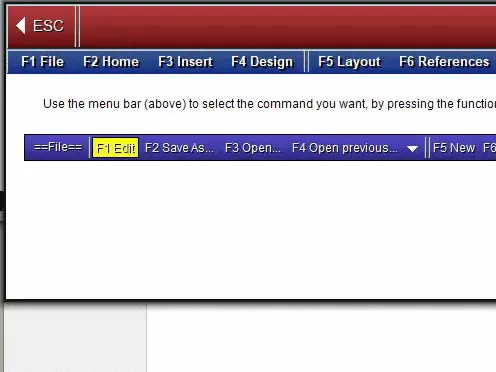 ESC
F1 File F2 Home F3 Insert F4 Design F5 Layout F6 References
Use the menu bar (above) to select the command you want, by pressing the
==File== F1 Edit F2 Save As... F3 Open... F4 Open previous... F5 New